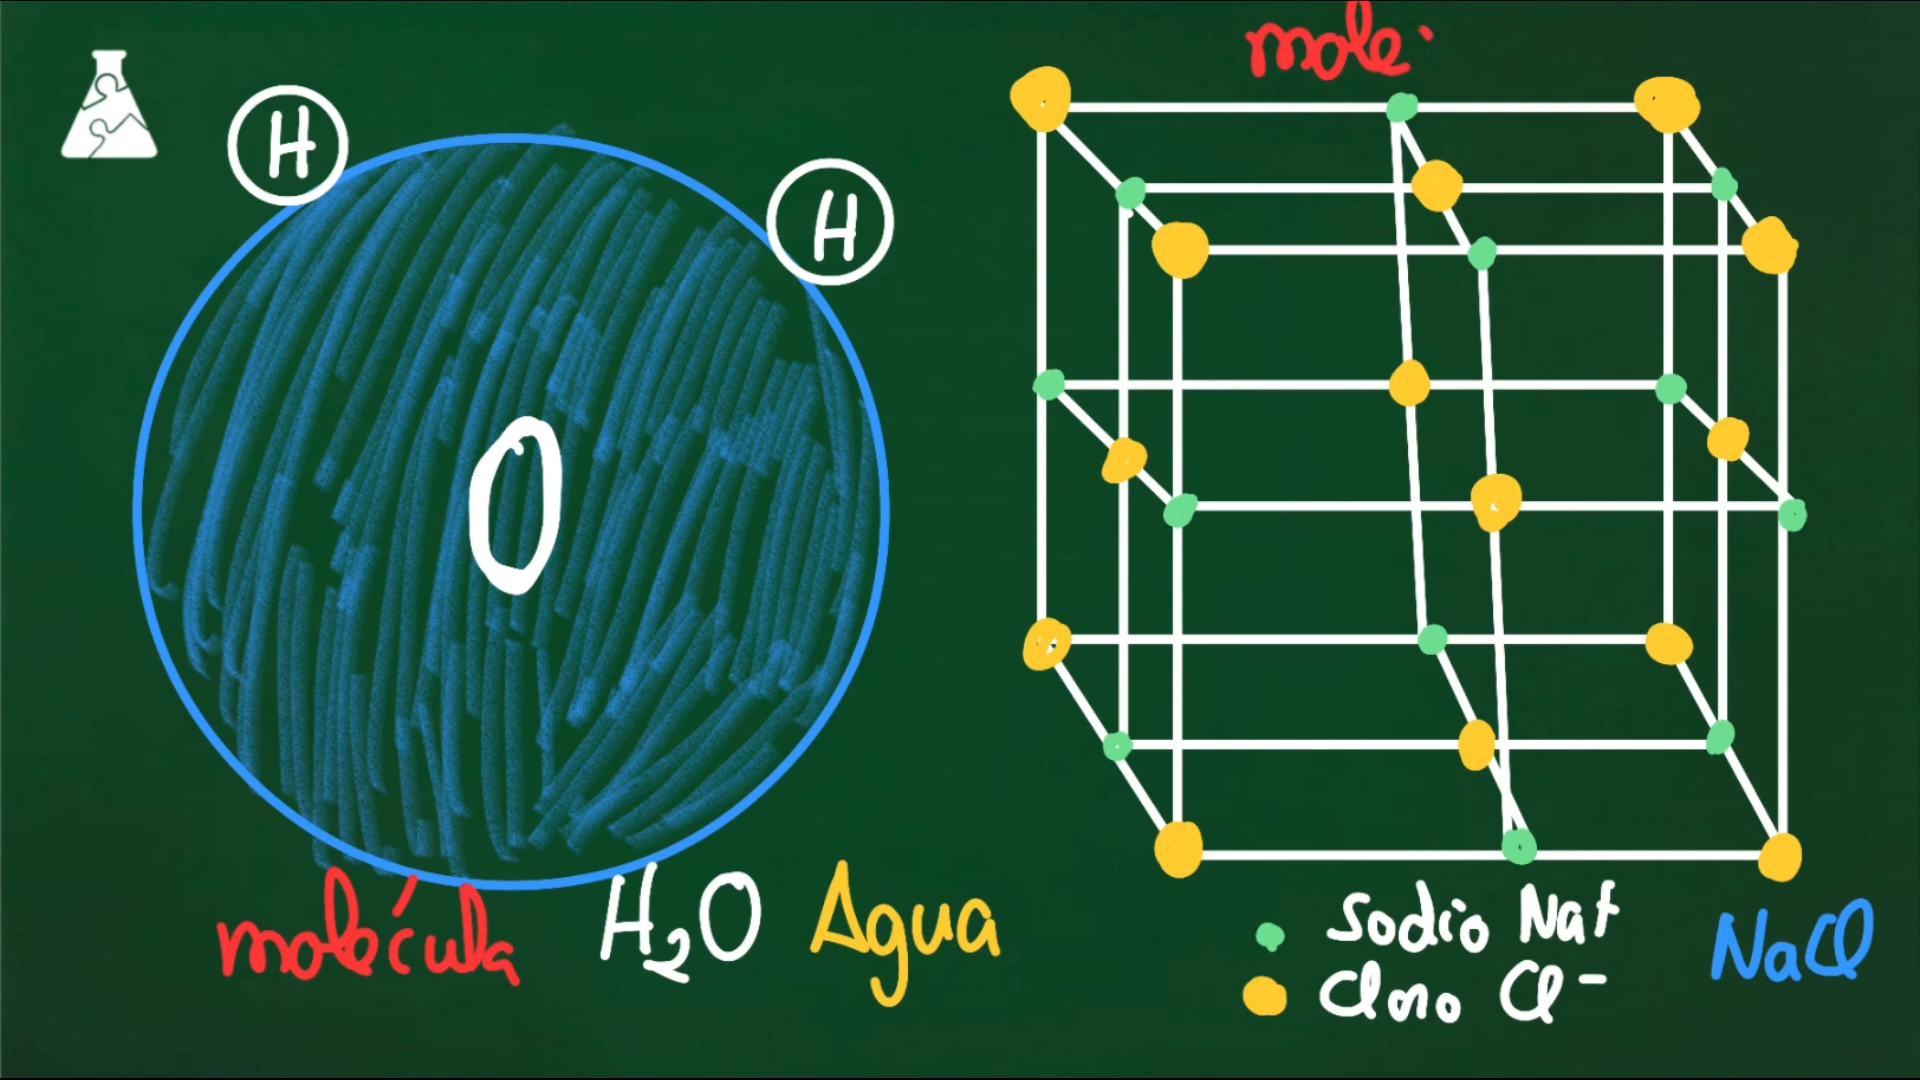 mole
H
H
O
molécula H₂O Agua
Sodio Na+
Cloro Cl-
NaCl